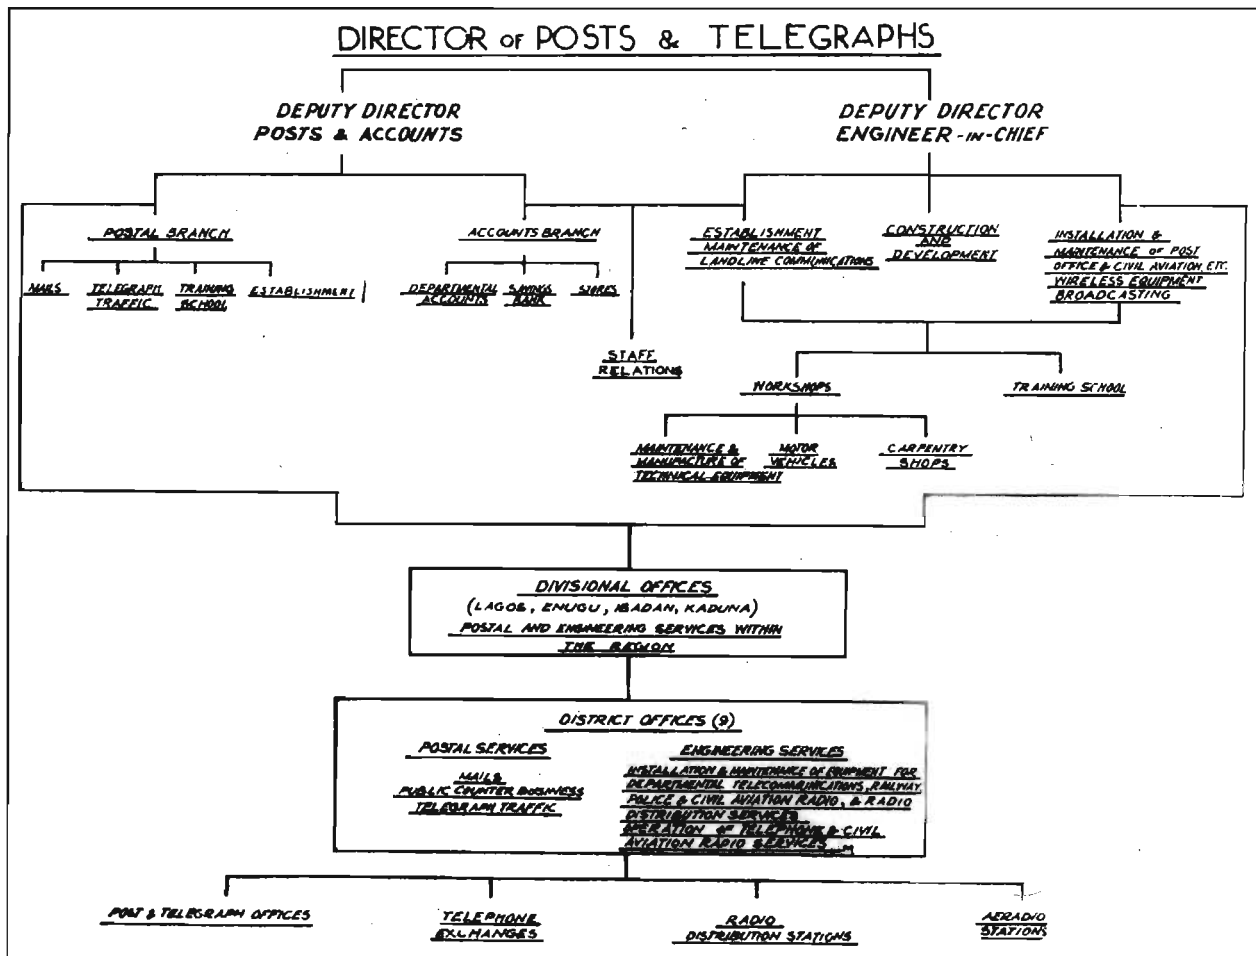 DIRECTOR OF POSTS & TELEGRAPHS
DEPUTY DIRECTOR
POSTS & ACCOUNTS
DEPUTY DIRECTOR
ENGINEER-IN-CHIEF
POSTAL BRANCH
ACCOUNTS BRANCH
ESTABLISHMENT
MAINTENANCE OF
LANDLINE COMMUNICATIONS
CONSTRUCTION
AND
DEVELOPMENT
INSTALLATION &
MAINTENANCE OF POST
OFFICE & CIVIL AVIATION, ETC.
WIRELESS EQUIPMENT
BROADCASTING
MAILS
TELEGRAPH
TRAFFIC
TRAINING
SCHOOL
ESTABLISHMENT
DEPARTMENTAL
ACCOUNTS
SAVINGS
BANK
STORES
STAFF
RELATIONS
WORKSHOPS
TRAINING SCHOOL
MAINTENANCE &
MANUFACTURE OF
TECHNICAL EQUIPMENT
MOTOR
VEHICLES
CARPENTRY
SHOPS
DIVISIONAL OFFICES
(LAGOS, ENUGU, IBADAN, KADUNA)
POSTAL AND ENGINEERING SERVICES WITHIN
THE REGION
DISTRICT OFFICES (9)
POSTAL SERVICES
MAILS
PUBLIC COUNTER BUSINESS
TELEGRAPH TRAFFIC
ENGINEERING SERVICES
INSTALLATION & MAINTENANCE OF EQUIPMENT FOR
DEPARTMENTAL TELECOMMUNICATIONS, RAILWAY,
POLICE & CIVIL AVIATION RADIO, & RADIO
DISTRIBUTION SERVICES
OPERATION OF TELEPHONE & CIVIL
AVIATION RADIO SERVICES
POST & TELEGRAPH OFFICES
TELEPHONE
EXCHANGES
RADIO
DISTRIBUTION STATIONS
AERADIO
STATIONS